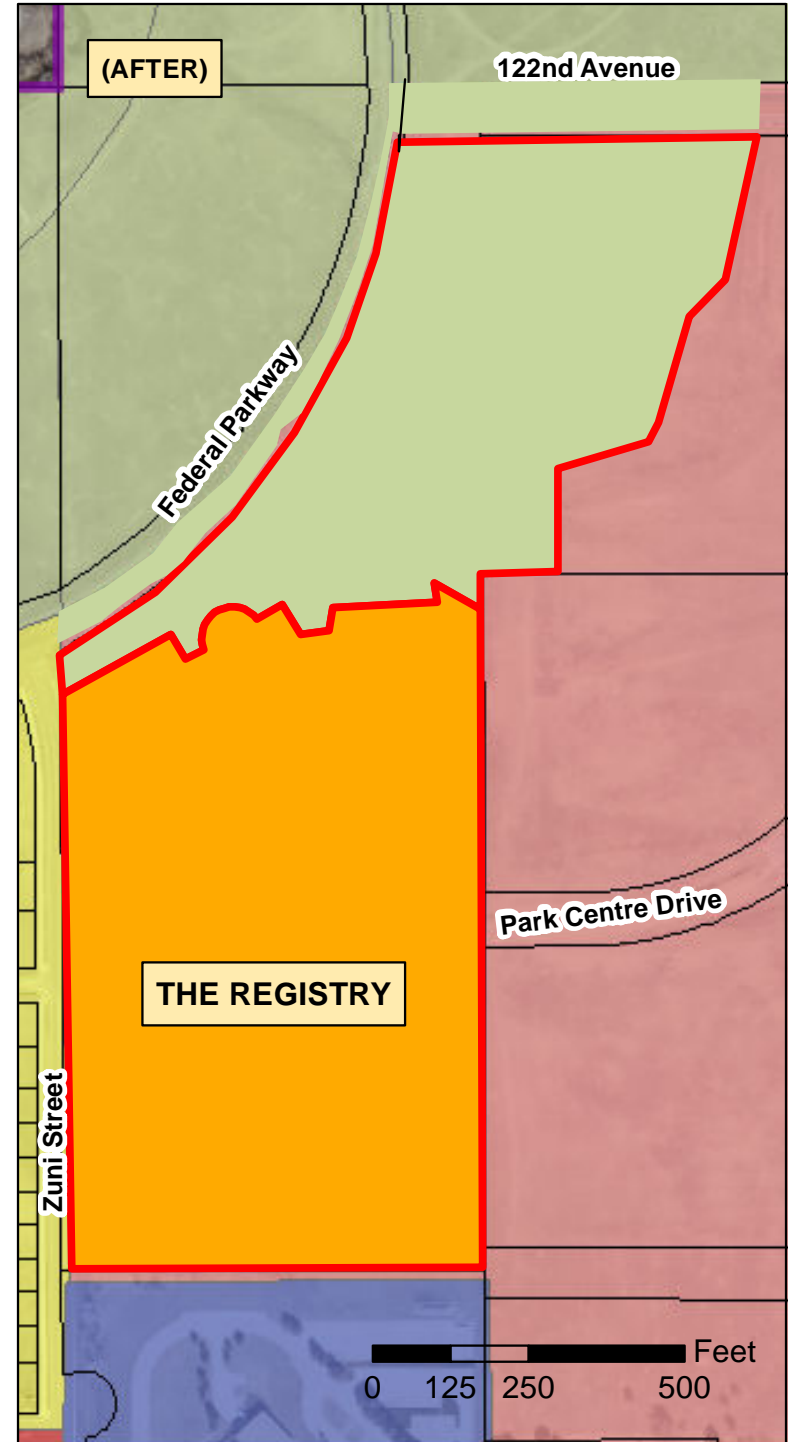 (AFTER)
122nd Avenue
Federal Parkway
Park Centre Drive
THE REGISTRY
Zuni Street
Feet
0 125 250 500